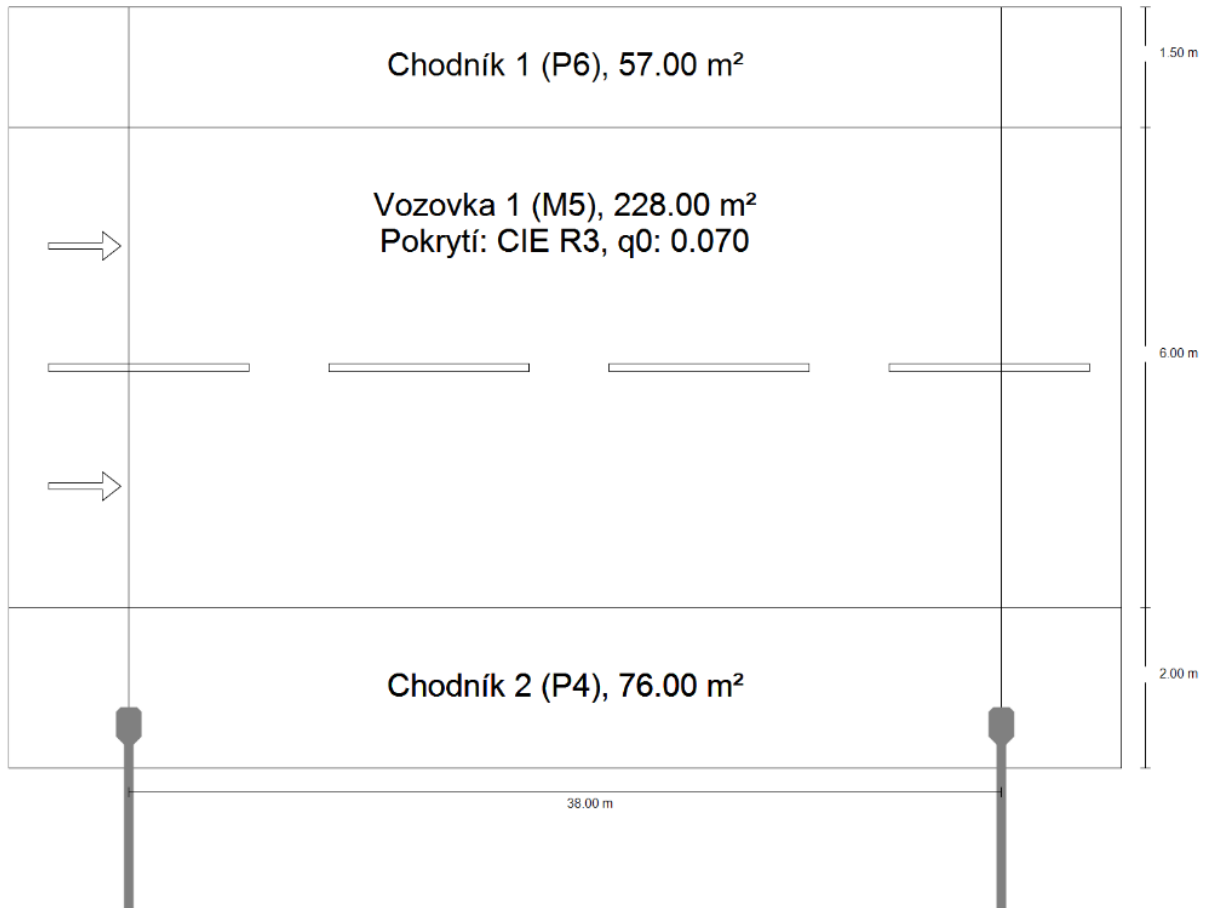 Chodník 1 (P6), 57.00 m²
1.50 m
Vozovka 1 (M5), 228.00 m²
Pokrytí: CIE R3, q0: 0.070
6.00 m
Chodník 2 (P4), 76.00 m²
2.00 m
38.00 m